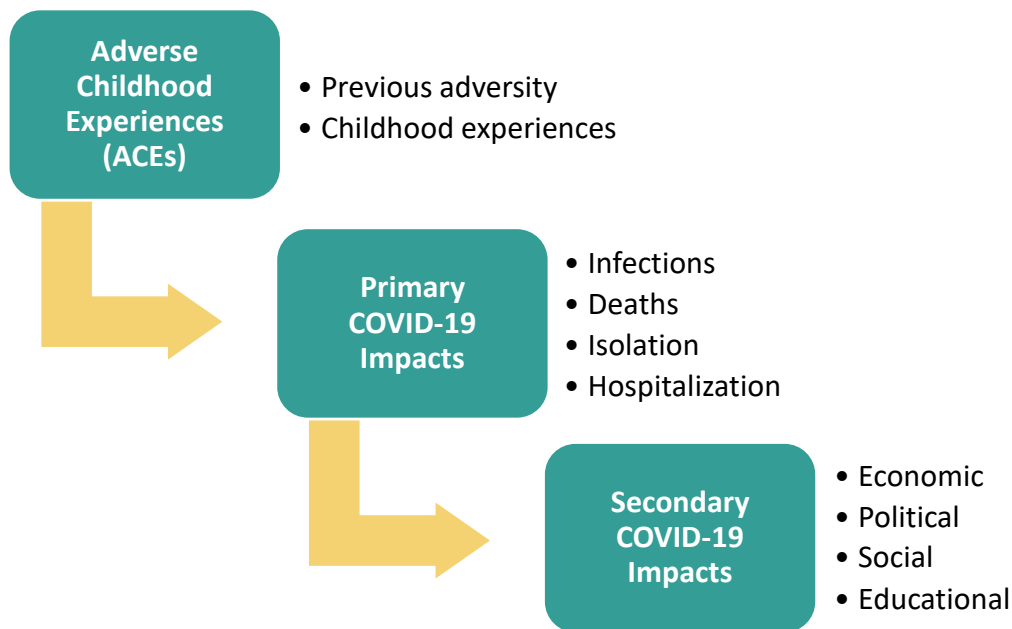 Adverse
Childhood
Experiences
(ACEs)
• Previous adversity
• Childhood experiences
Primary
COVID-19
Impacts
• Infections
• Deaths
• Isolation
• Hospitalization
Secondary
COVID-19
Impacts
• Economic
• Political
• Social
• Educational